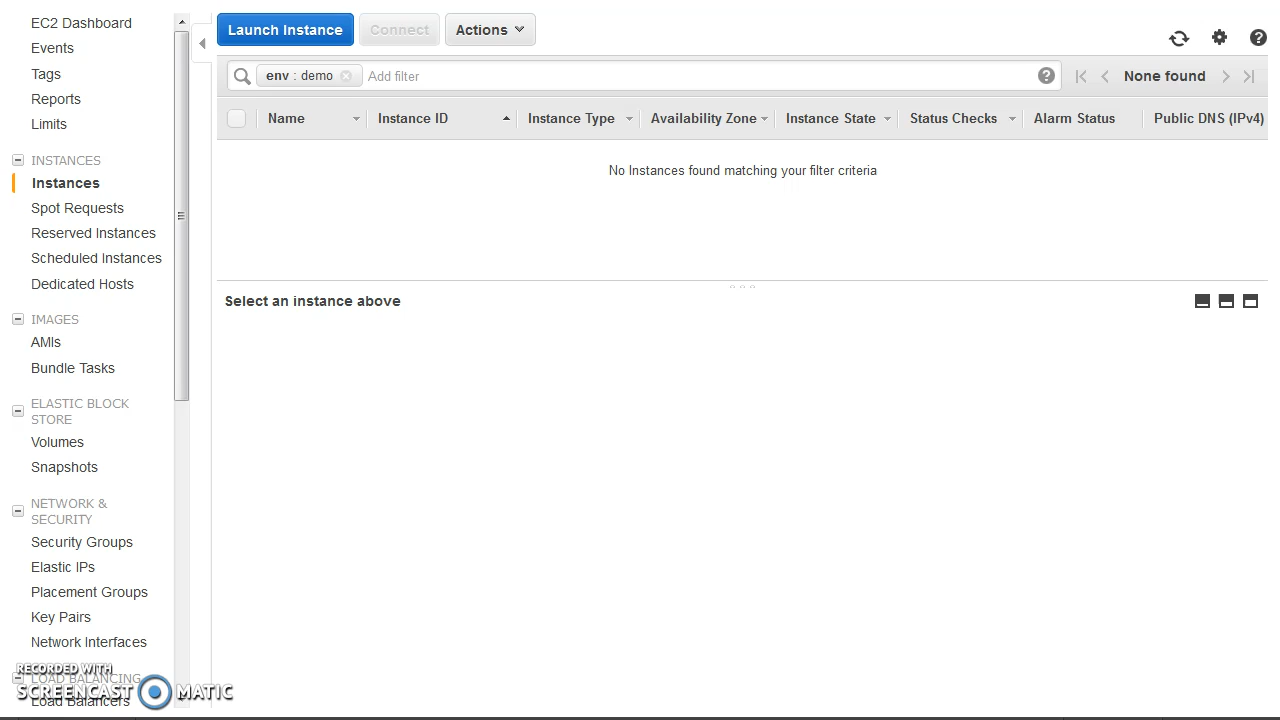 EC2 Dashboard
Events
Tags
Reports
Limits
INSTANCES
Instances
Spot Requests
Reserved Instances
Scheduled Instances
Dedicated Hosts
IMAGES
AMIs
Bundle Tasks
ELASTIC BLOCK
STORE
Volumes
Snapshots
NETWORK &
SECURITY
Security Groups
Elastic IPs
Placement Groups
Key Pairs
Network Interfaces
LOAD BALANCING
Load Balancers
RECORDED WITH
SCREENCAST MATIC
Launch Instance Connect Actions
env : demo Add filter None found
Name Instance ID Instance Type Availability Zone Instance State Status Checks Alarm Status Public DNS (IPv4)
No Instances found matching your filter criteria
Select an instance above